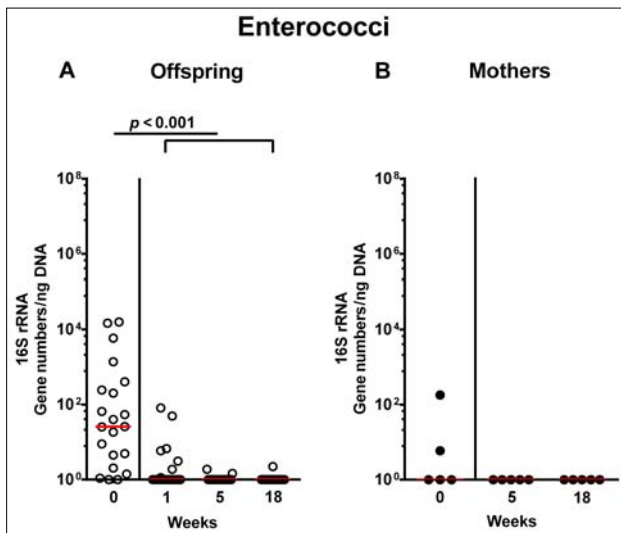 Enterococci
A Offspring
p < 0.001
16S rRNA
Gene numbers/ng DNA
10⁸
10⁶
10⁴
10²
10⁰
0 1 5 18
Weeks
B Mothers
16S rRNA
Gene numbers/ng DNA
10⁸
10⁶
10⁴
10²
10⁰
0 5 18
Weeks